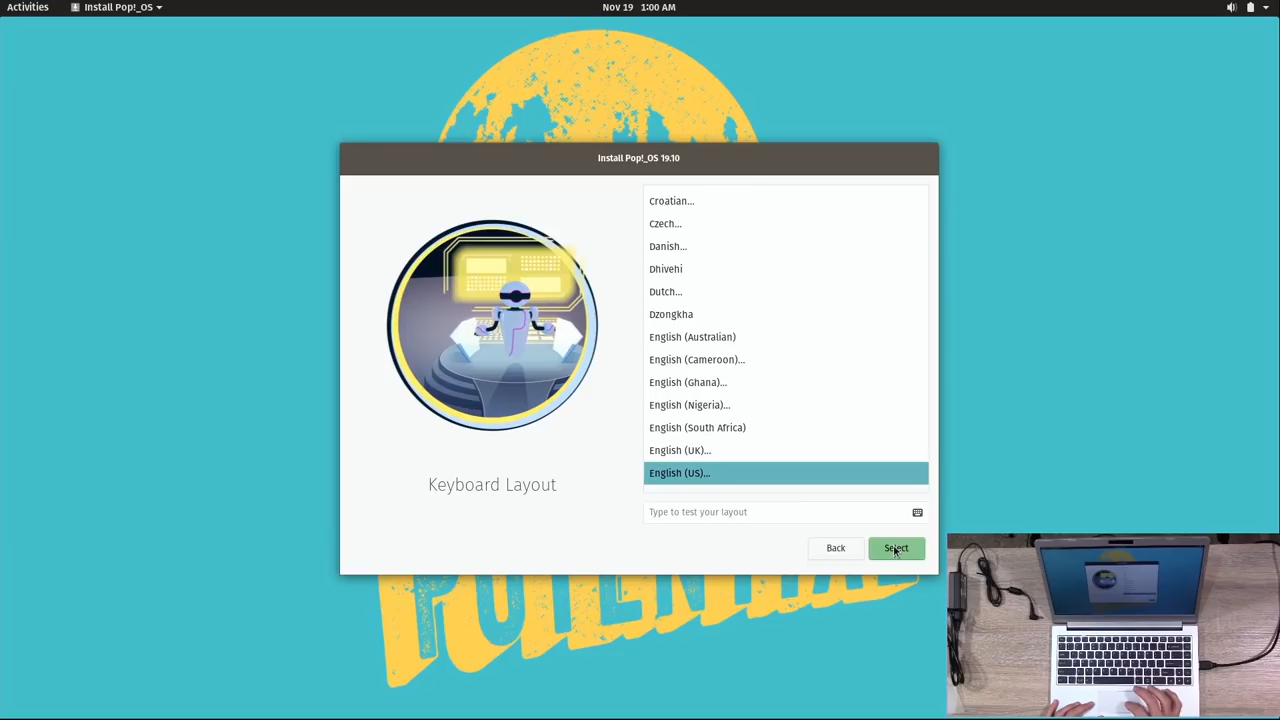 Activities
Install Pop!_OS
Nov 19 1:00 AM
Install Pop!_OS 19.10
Keyboard Layout
Croatian...
Czech...
Danish...
Dhivehi
Dutch...
Dzongkha
English (Australian)
English (Cameroon)...
English (Ghana)...
English (Nigeria)...
English (South Africa)
English (UK)...
English (US)...
Type to test your layout
Back
Select
POTENTIAL